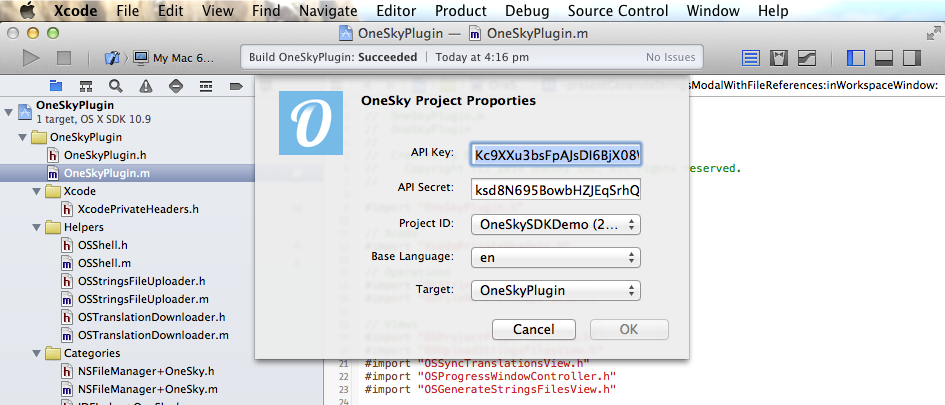 Xcode File Edit View Find Navigate Editor Product Source Control Window Help
OneSkyPlugin — OneSkyPlugin.m
My Mac 6...
Build OneSkyPlugin: Succeeded | Today at 4:16 pm
No Issues
sModalWithFileReferences:inWorkspaceWindow:
OneSkyPlugin
1 target, OS X SDK 10.9
OneSkyPlugin
OneSkyPlugin.h
OneSkyPlugin.m
Xcode
XcodePrivateHeaders.h
Helpers
OSShell.h
OSShell.m
OSStringsFileUploader.h
OSStringsFileUploader.m
OSTranslationDownloader.h
OSTranslationDownloader.m
Categories
NSFileManager+OneSky.h
NSFileManager+OneSky.m
O
OneSky Project Proporties
API Key:
Kc9XXu3bsFpAJsDI6BjX08
API Secret:
ksd8N695BowbHZJEqSrhQ
Project ID:
OneSkySDKDemo (2...
Base Language:
en
Target:
OneSkyPlugin
Cancel
OK
reserved.
21 #import "OSSyncTranslationsView.h"
22 #import "OSProgressWindowController.h"
23 #import "OSGenerateStringsFilesView.h"
24